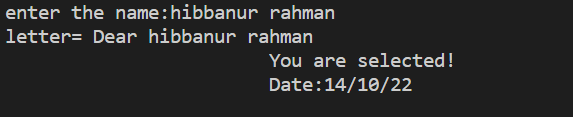 enter the name:hibbanur rahman
letter= Dear hibbanur rahman
You are selected!
Date:14/10/22